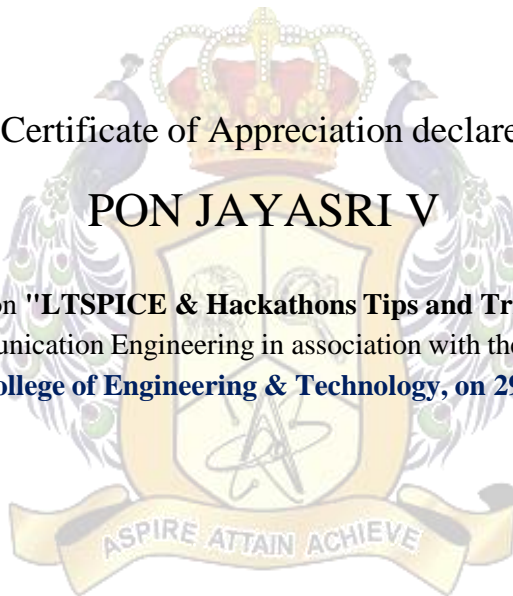 Certificate of Appreciation declare
PON JAYASRI V
on "LTSPICE & Hackathons Tips and Tr
unication Engineering in association with the
ollege of Engineering & Technology, on 29
ASPIRE ATTAIN ACHIEVE